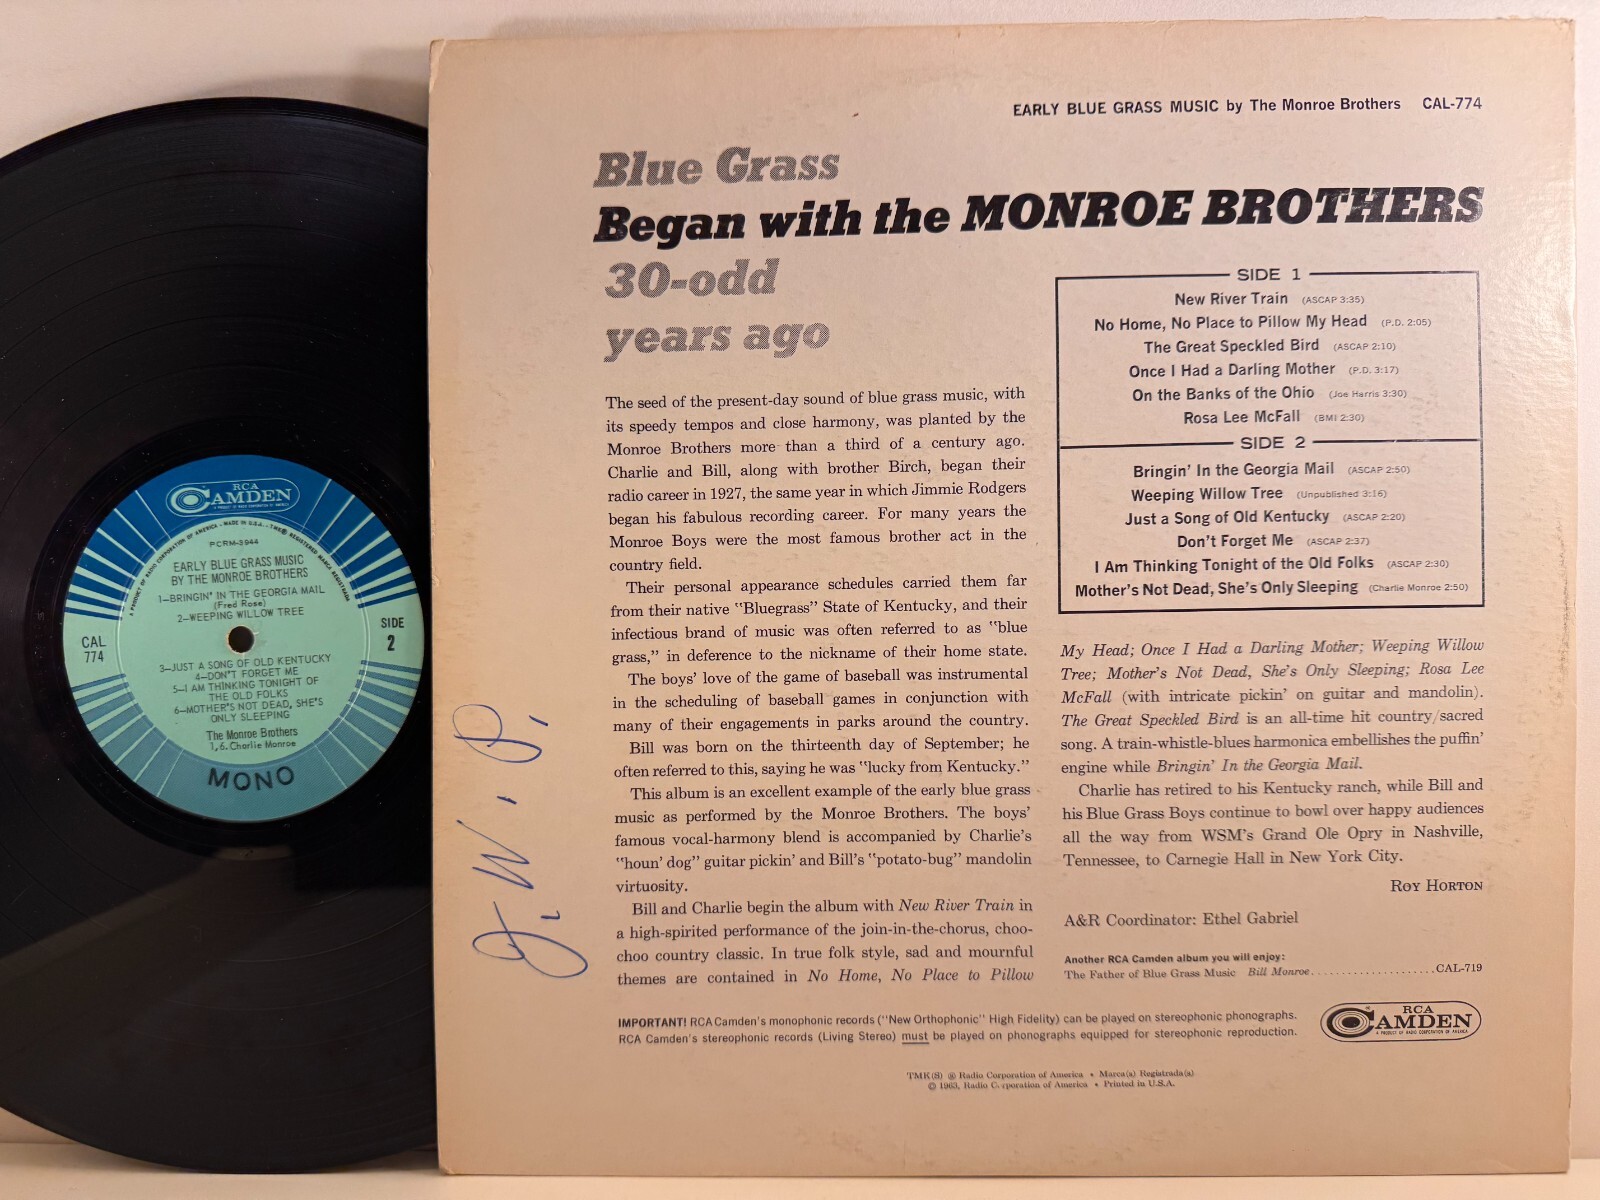 RCA
CAMDEN
A PRODUCT OF RADIO CORPORATION OF AMERICA
PCRM-3944
EARLY BLUE GRASS MUSIC
BY THE MONROE BROTHERS
1—BRINGIN' IN THE GEORGIA MAIL
(Fred Rose)
2—WEEPING WILLOW TREE
CAL
774
SIDE
2
3—JUST A SONG OF OLD KENTUCKY
4—DON'T FORGET ME
5—I AM THINKING TONIGHT OF
THE OLD FOLKS
6—MOTHER'S NOT DEAD, SHE'S
ONLY SLEEPING
The Monroe Brothers
1,6. Charlie Monroe
MONO
J. W. P.
EARLY BLUE GRASS MUSIC by The Monroe Brothers CAL-774
Blue Grass
Began with the MONROE BROTHERS
30-odd
years ago
The seed of the present-day sound of blue grass music, with
its speedy tempos and close harmony, was planted by the
Monroe Brothers more than a third of a century ago.
Charlie and Bill, along with brother Birch, began their
radio career in 1927, the same year in which Jimmie Rodgers
began his fabulous recording career. For many years the
Monroe Boys were the most famous brother act in the
country field.
Their personal appearance schedules carried them far
from their native "Bluegrass" State of Kentucky, and their
infectious brand of music was often referred to as "blue
grass," in deference to the nickname of their home state.
The boys' love of the game of baseball was instrumental
in the scheduling of baseball games in conjunction with
many of their engagements in parks around the country.
Bill was born on the thirteenth day of September; he
often referred to this, saying he was "lucky from Kentucky."
This album is an excellent example of the early blue grass
music as performed by the Monroe Brothers. The boys'
famous vocal-harmony blend is accompanied by Charlie's
"houn' dog" guitar pickin' and Bill's "potato-bug" mandolin
virtuosity.
Bill and Charlie begin the album with New River Train in
a high-spirited performance of the join-in-the-chorus, choo-
choo country classic. In true folk style, sad and mournful
themes are contained in No Home, No Place to Pillow
SIDE 1
New River Train (ASCAP 3:35)
No Home, No Place to Pillow My Head (P.D. 2:05)
The Great Speckled Bird (ASCAP 2:10)
Once I Had a Darling Mother (P.D. 3:17)
On the Banks of the Ohio (Joe Harris 3:30)
Rosa Lee McFall (BMI 2:30)
SIDE 2
Bringin' In the Georgia Mail (ASCAP 2:50)
Weeping Willow Tree (Unpublished 3:16)
Just a Song of Old Kentucky (ASCAP 2:20)
Don't Forget Me (ASCAP 2:37)
I Am Thinking Tonight of the Old Folks (ASCAP 2:30)
Mother's Not Dead, She's Only Sleeping (Charlie Monroe 2:50)
My Head; Once I Had a Darling Mother; Weeping Willow
Tree; Mother's Not Dead, She's Only Sleeping; Rosa Lee
McFall (with intricate pickin' on guitar and mandolin).
The Great Speckled Bird is an all-time hit country/sacred
song. A train-whistle-blues harmonica embellishes the puffin'
engine while Bringin' In the Georgia Mail.
Charlie has retired to his Kentucky ranch, while Bill and
his Blue Grass Boys continue to bowl over happy audiences
all the way from WSM's Grand Ole Opry in Nashville,
Tennessee, to Carnegie Hall in New York City.
ROY HORTON
A&R Coordinator: Ethel Gabriel
Another RCA Camden album you will enjoy:
The Father of Blue Grass Music Bill Monroe.....................CAL-719
IMPORTANT! RCA Camden's monophonic records ("New Orthophonic" High Fidelity) can be played on stereophonic phonographs.
RCA Camden's stereophonic records (Living Stereo) must be played on phonographs equipped for stereophonic reproduction.
RCA
CAMDEN
A PRODUCT OF RADIO CORPORATION OF AMERICA
TMK(S) ® Radio Corporation of America • Marca(s) Registrada(s)
© 1963, Radio Corporation of America • Printed in U.S.A.